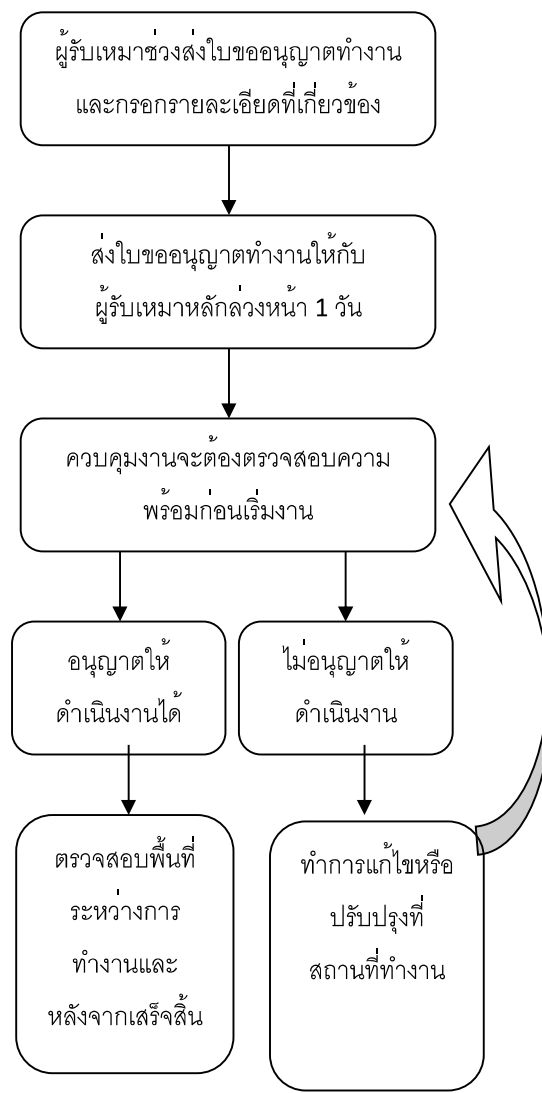 ผู้รับเหมาช่วงส่งใบขออนุญาตทำงาน
และกรอกรายละเอียดที่เกี่ยวข้อง
ส่งใบขออนุญาตทำงานให้กับ
ผู้รับเหมาหลักล่วงหน้า 1 วัน
ควบคุมงานจะต้องตรวจสอบความ
พร้อมก่อนเริ่มงาน
อนุญาตให้
ดำเนินงานได้
ไม่อนุญาตให้
ดำเนินงาน
ตรวจสอบพื้นที่
ระหว่างการ
ทำงานและ
หลังจากเสร็จสิ้น
ทำการแก้ไขหรือ
ปรับปรุงที่
สถานที่ทำงาน